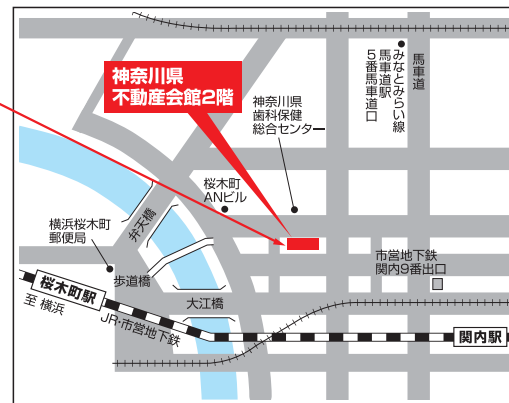 神奈川県
不動産会館2階
神奈川県
歯科保健
総合センター
みなとみらい線
馬車道駅
5番馬車道口
馬車道
桜木町
ANビル
弁天橋
横浜桜木町
郵便局
歩道橋
大江橋
市営地下鉄
関内9番出口
桜木町駅
至 横浜
JR・市営地下鉄
関内駅